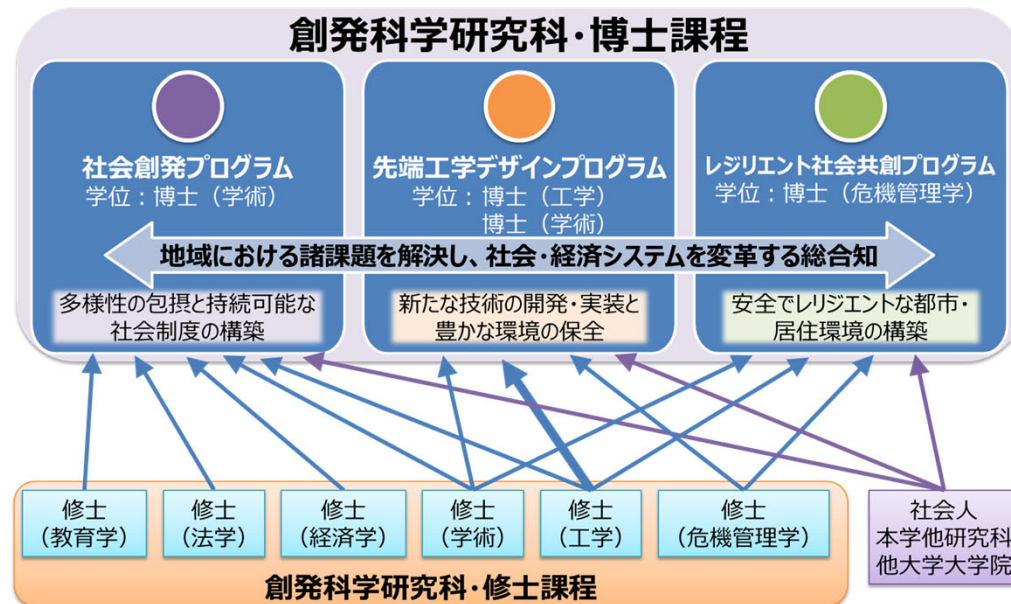 創発科学研究科・博士課程
社会創発プログラム
学位：博士（学術）
先端工学デザインプログラム
学位：博士（工学）
博士（学術）
レジリエント社会共創プログラム
学位：博士（危機管理学）
地域における諸課題を解決し、社会・経済システムを変革する総合知
多様性の包摂と持続可能な
社会制度の構築
新たな技術の開発・実装と
豊かな環境の保全
安全でレリジエントな都市・
居住環境の構築
修士
（教育学）
修士
（法学）
修士
（経済学）
修士
（学術）
修士
（工学）
修士
（危機管理学）
社会人
本学他研究科
他大学大学院
創発科学研究科・修士課程